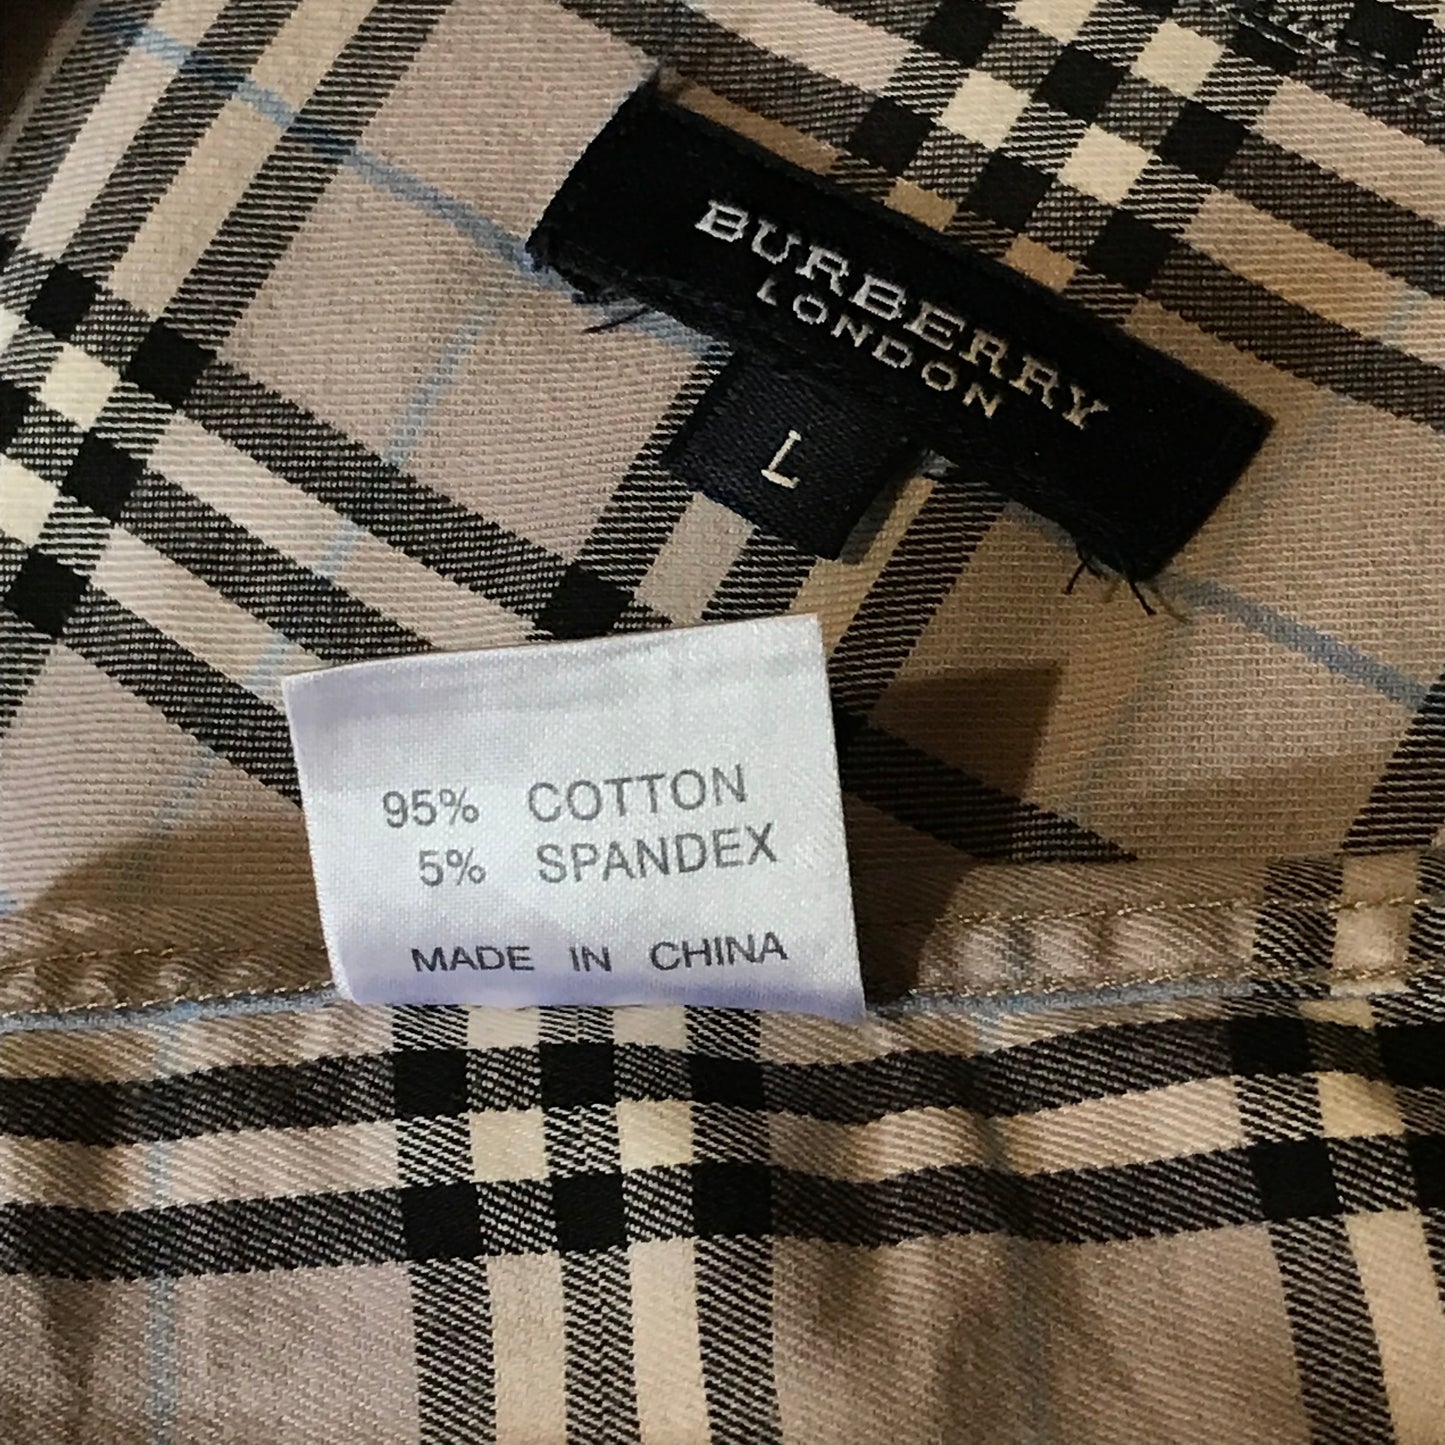 BURBERRY
LONDON
L
95% COTTON
5% SPANDEX
MADE IN CHINA